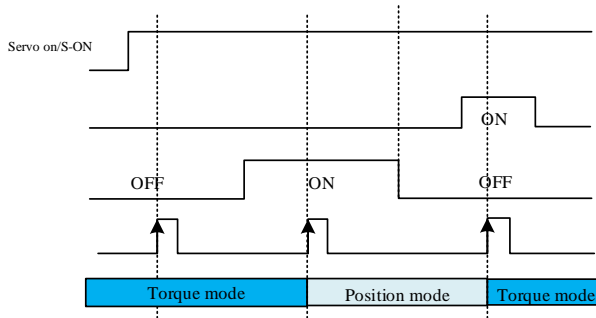 Servo on/S-ON
ON
OFF ON OFF
Torque mode Position mode Torque mode